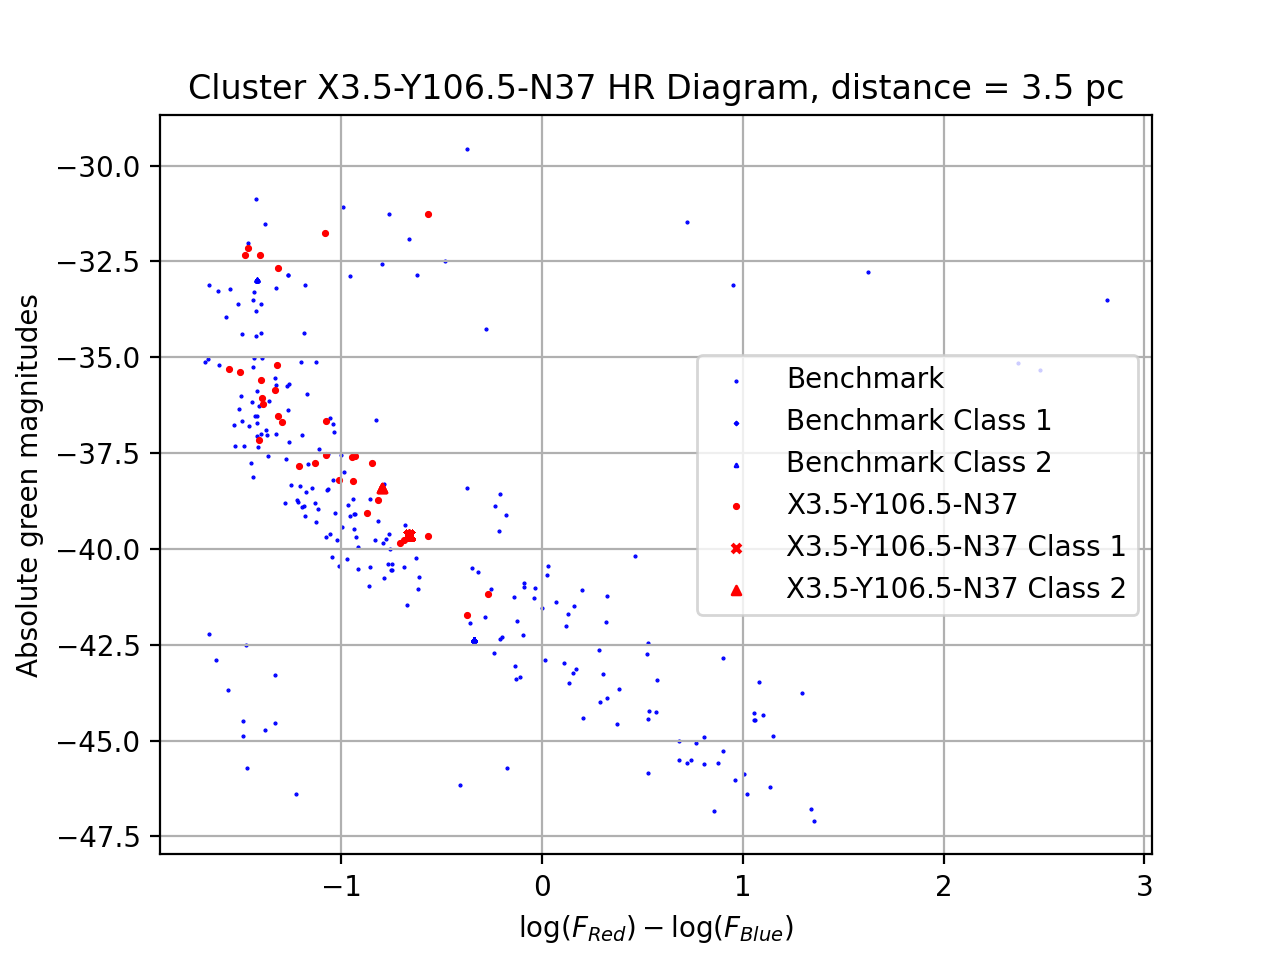 Cluster X3.5-Y106.5-N37 HR Diagram, distance = 3.5 pc
Absolute green magnitudes
−30.0
−32.5
−35.0
−37.5
−40.0
−42.5
−45.0
−47.5
Benchmark
Benchmark Class 1
Benchmark Class 2
X3.5-Y106.5-N37
X3.5-Y106.5-N37 Class 1
X3.5-Y106.5-N37 Class 2
−1 0 1 2 3
log(F_Red) − log(F_Blue)